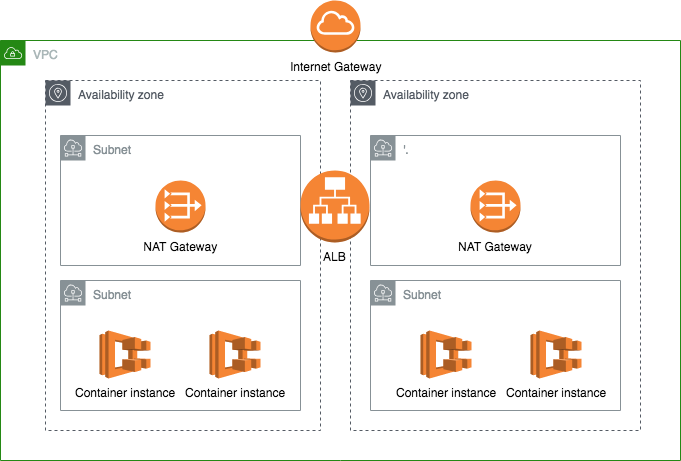 Internet Gateway
VPC
Availability zone
Availability zone
Subnet
'.
NAT Gateway
ALB
NAT Gateway
Subnet
Subnet
Container instance
Container instance
Container instance
Container instance